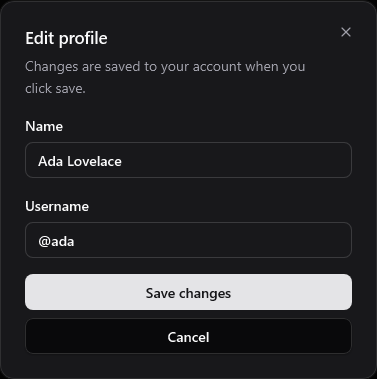 Edit profile
Changes are saved to your account when you
click save.
Name
Ada Lovelace
Username
@ada
Save changes
Cancel